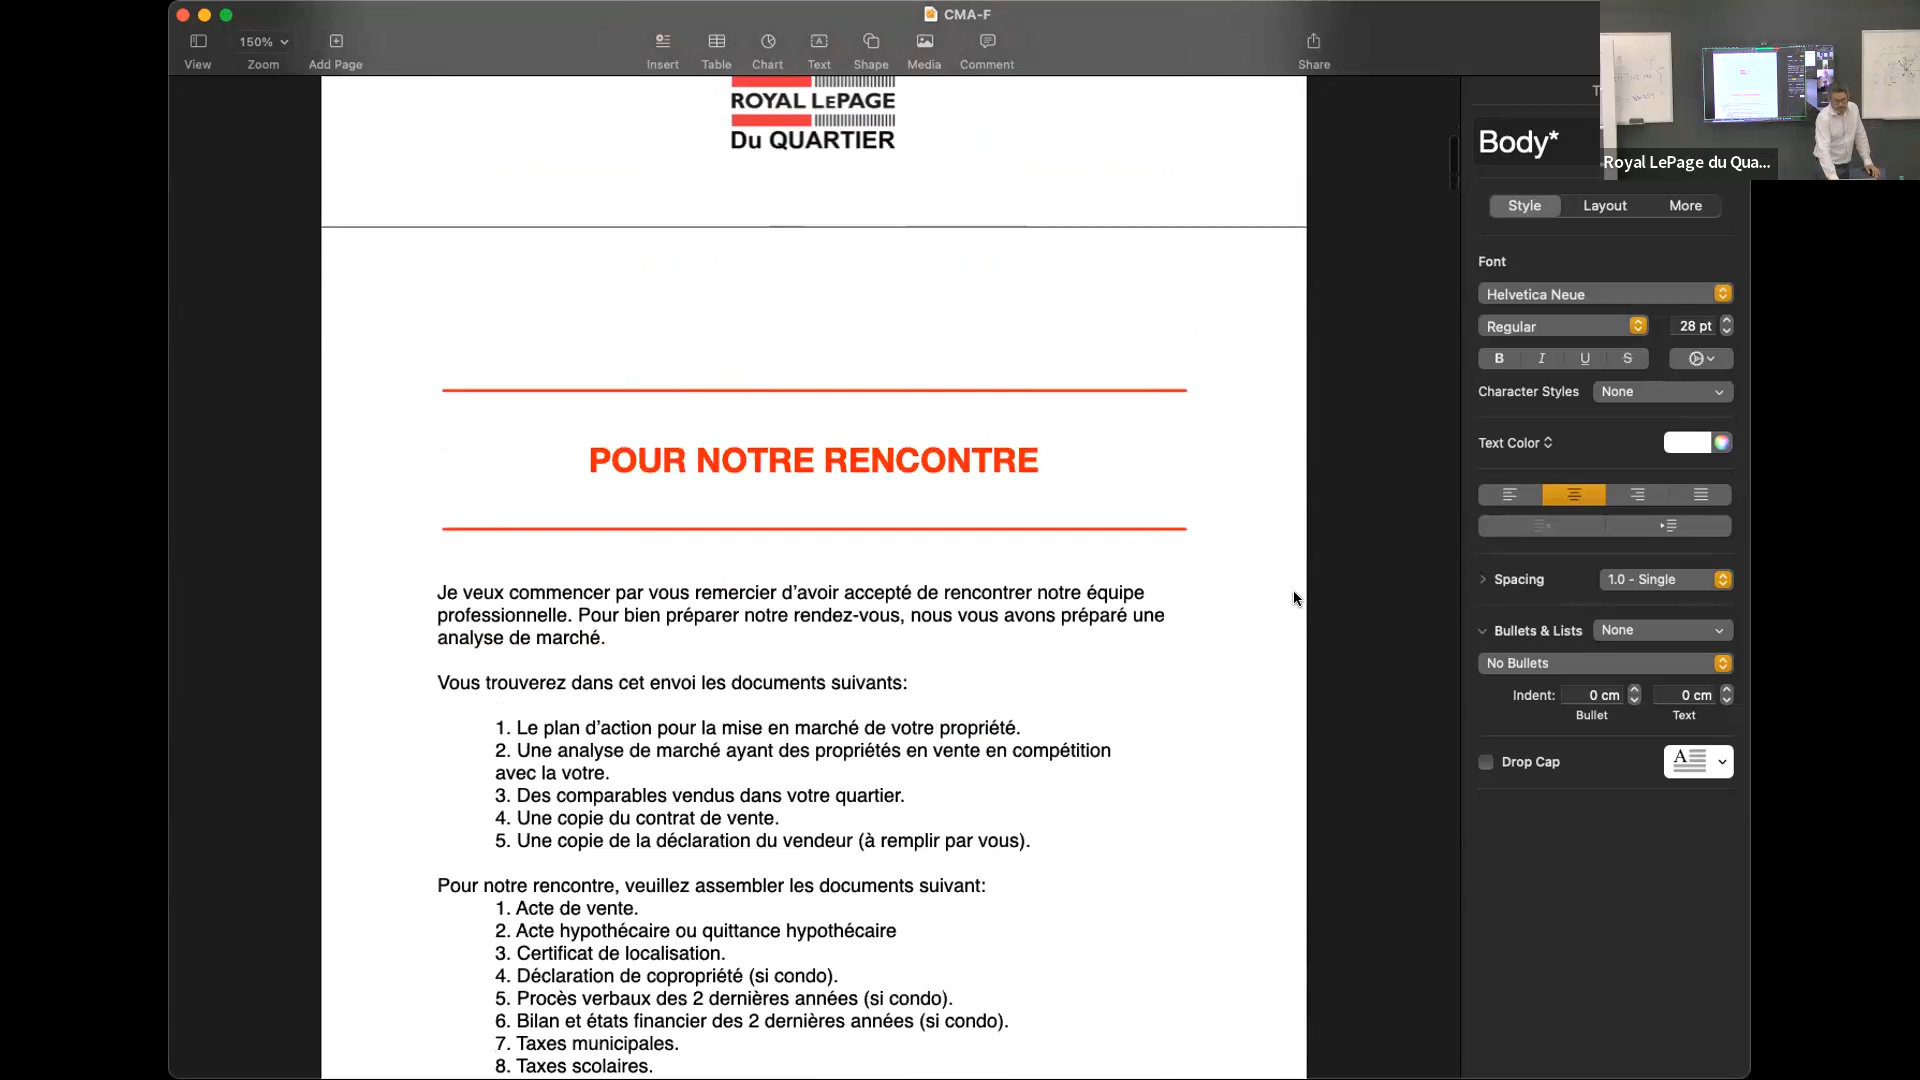 CMA-F
150%
View
Zoom
Add Page
Insert
Table
Chart
Text
Shape
Media
Comment
Share
ROYAL LEPAGE
Du QUARTIER
Body*
Royal LePage du Qua...
Style
Layout
More
Font
Helvetica Neue
Regular
28 pt
B I U S
Character Styles
None
Text Color
Spacing
1.0 - Single
Bullets & Lists
None
No Bullets
Indent:
0 cm
0 cm
Bullet
Text
Drop Cap
A
POUR NOTRE RENCONTRE
Je veux commencer par vous remercier d’avoir accepté de rencontrer notre équipe
professionnelle. Pour bien préparer notre rendez-vous, nous vous avons préparé une
analyse de marché.
Vous trouverez dans cet envoi les documents suivants:
1. Le plan d’action pour la mise en marché de votre propriété.
2. Une analyse de marché ayant des propriétés en vente en compétition
avec la votre.
3. Des comparables vendus dans votre quartier.
4. Une copie du contrat de vente.
5. Une copie de la déclaration du vendeur (à remplir par vous).
Pour notre rencontre, veuillez assembler les documents suivant:
1. Acte de vente.
2. Acte hypothécaire ou quittance hypothécaire
3. Certificat de localisation.
4. Déclaration de copropriété (si condo).
5. Procès verbaux des 2 dernières années (si condo).
6. Bilan et états financier des 2 dernières années (si condo).
7. Taxes municipales.
8. Taxes scolaires.